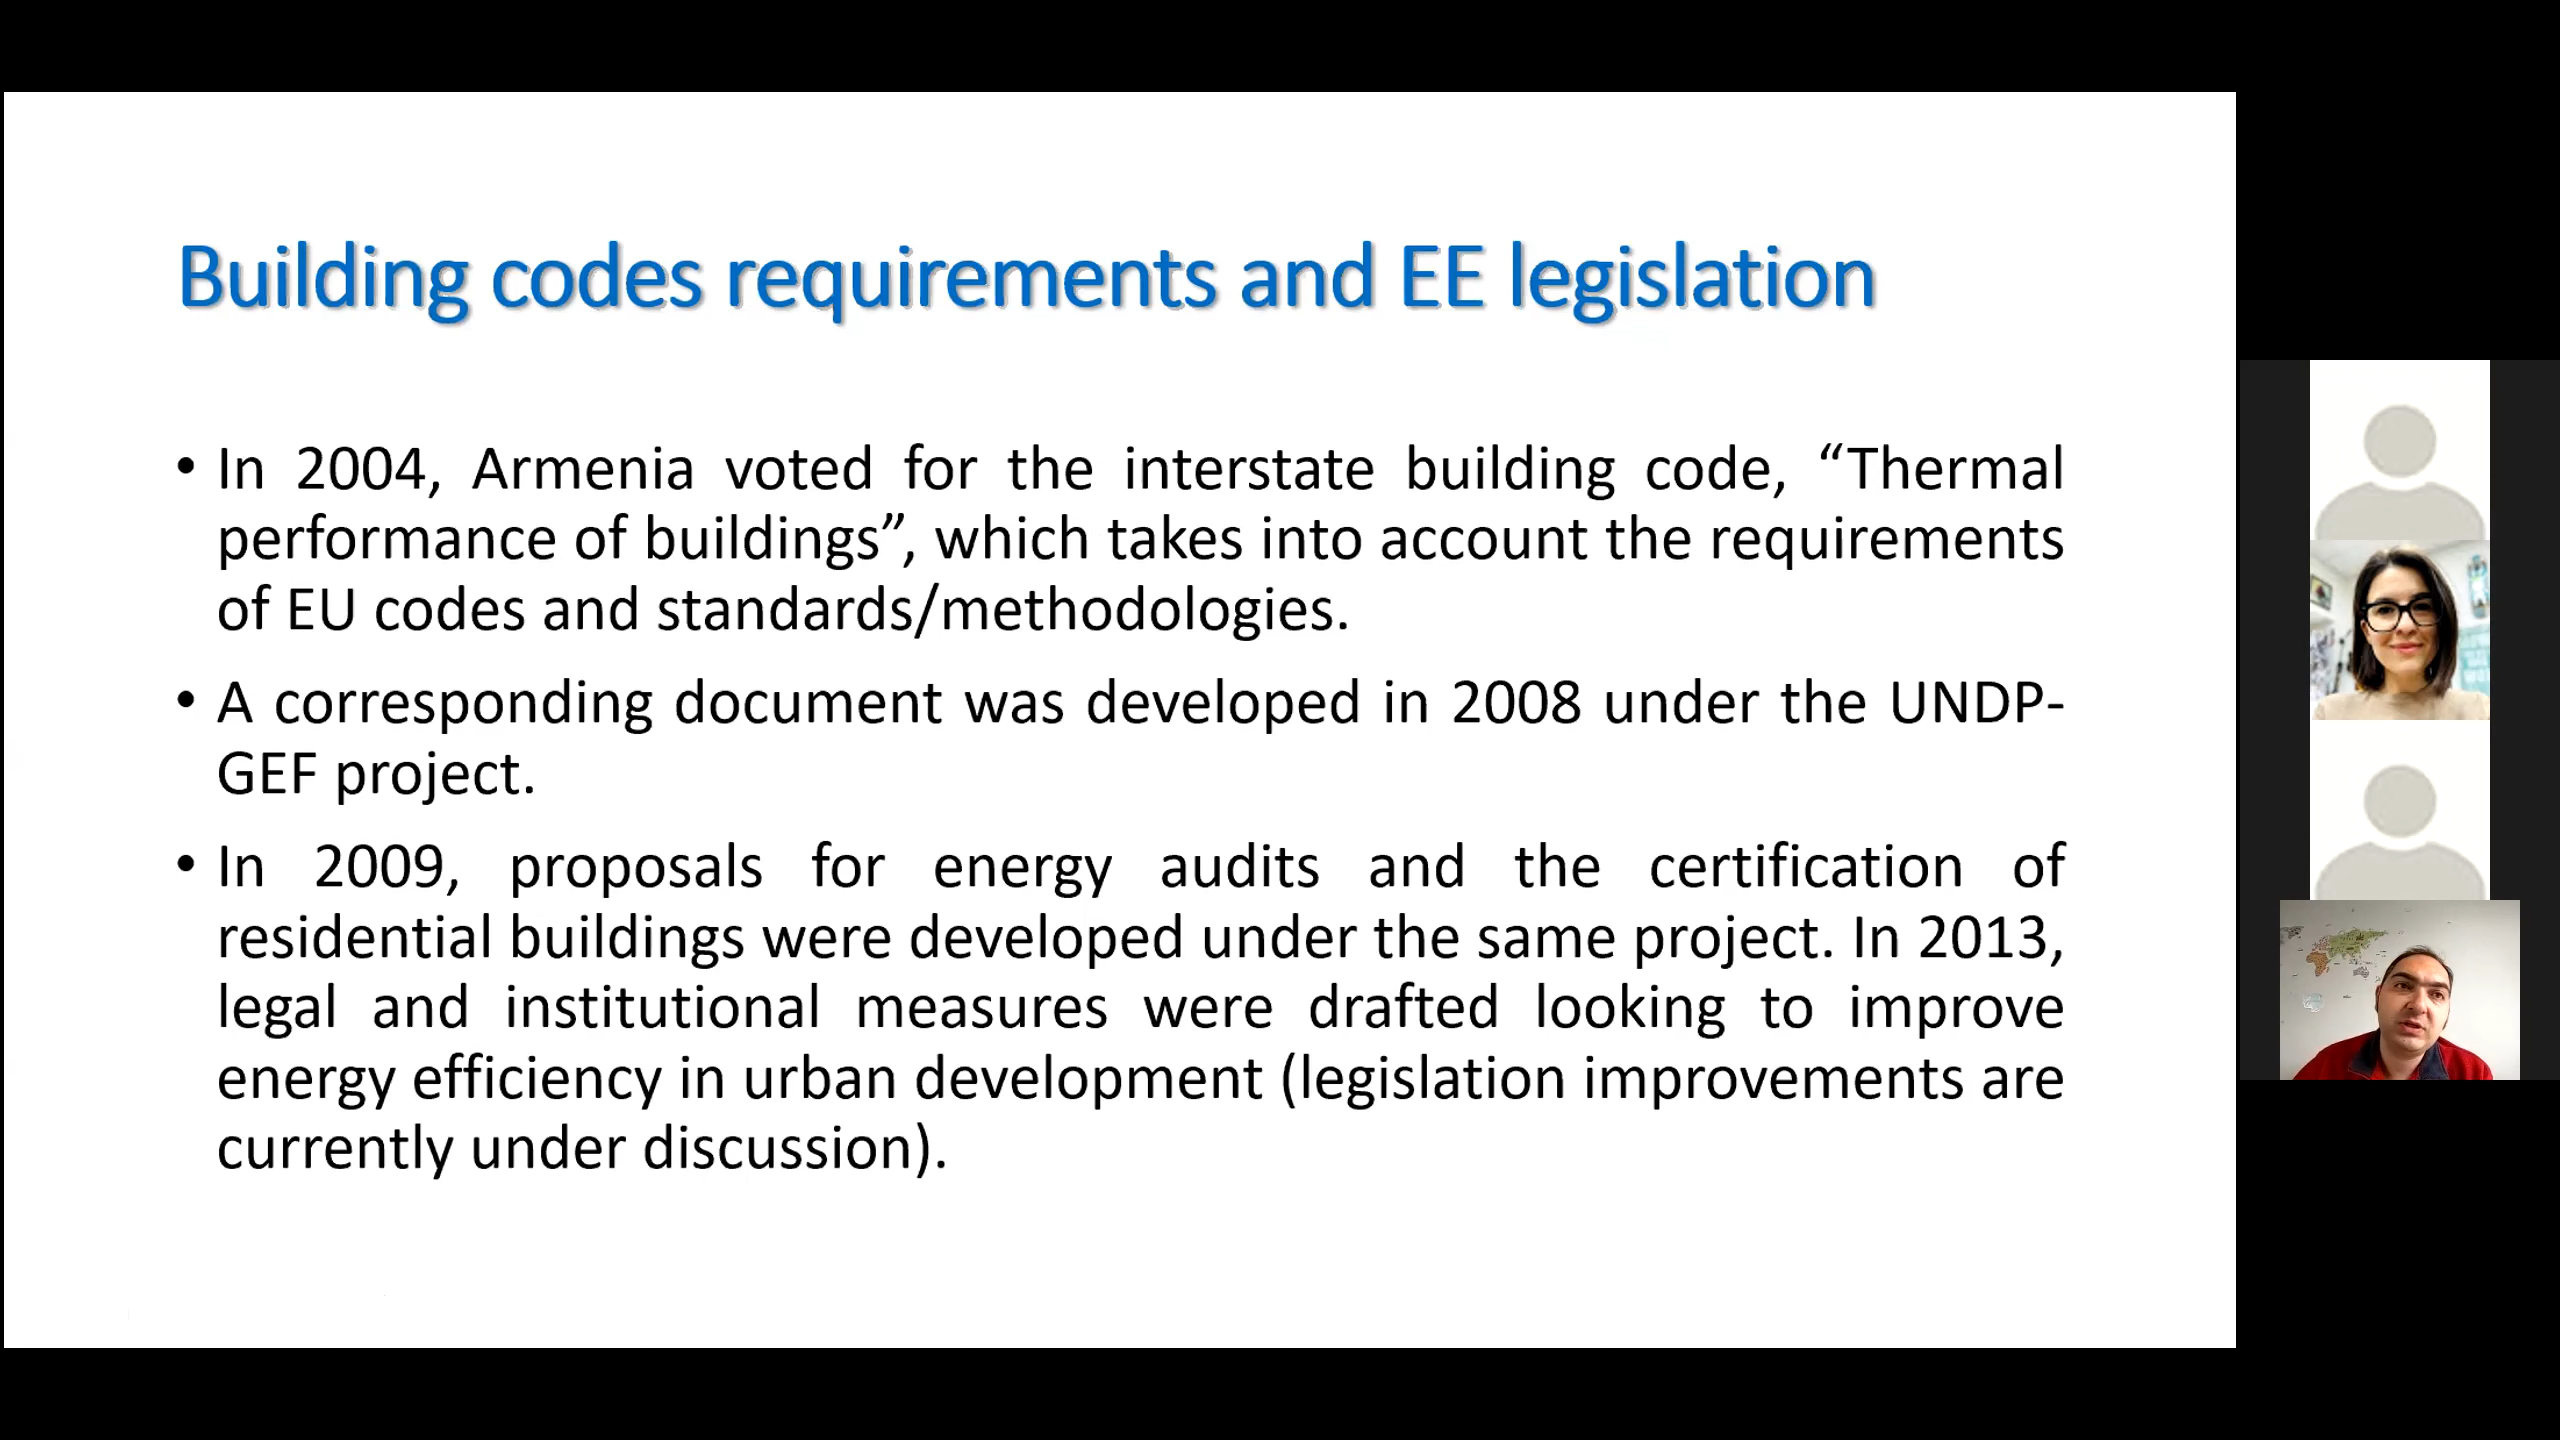 Building codes requirements and EE legislation
• In 2004, Armenia voted for the interstate building code, “Thermal
performance of buildings”, which takes into account the requirements
of EU codes and standards/methodologies.
• A corresponding document was developed in 2008 under the UNDP-
GEF project.
• In 2009, proposals for energy audits and the certification of
residential buildings were developed under the same project. In 2013,
legal and institutional measures were drafted looking to improve
energy efficiency in urban development (legislation improvements are
currently under discussion).